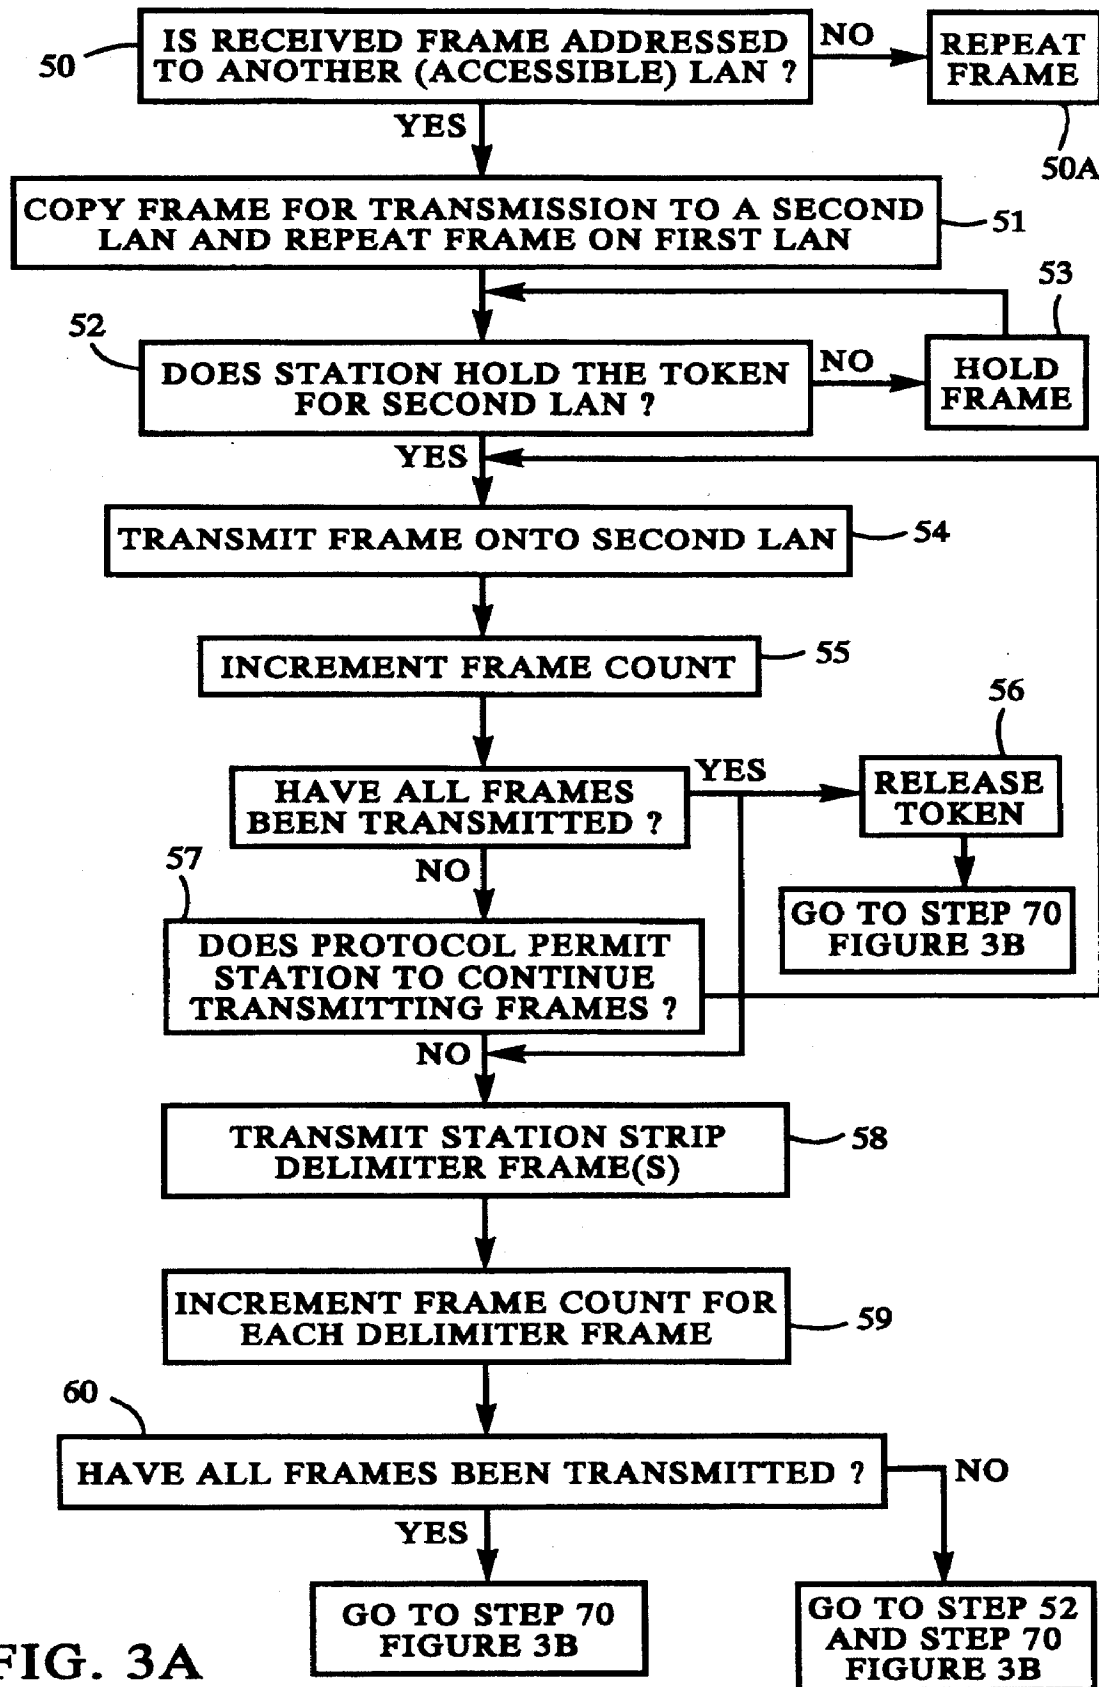 50
IS RECEIVED FRAME ADDRESSED
TO ANOTHER (ACCESSIBLE) LAN ?
NO
REPEAT
FRAME
50A
YES
COPY FRAME FOR TRANSMISSION TO A SECOND
LAN AND REPEAT FRAME ON FIRST LAN
51
53
52
DOES STATION HOLD THE TOKEN
FOR SECOND LAN ?
NO
HOLD
FRAME
YES
TRANSMIT FRAME ONTO SECOND LAN
54
INCREMENT FRAME COUNT
55
56
HAVE ALL FRAMES
BEEN TRANSMITTED ?
YES
RELEASE
TOKEN
NO
57
GO TO STEP 70
FIGURE 3B
DOES PROTOCOL PERMIT
STATION TO CONTINUE
TRANSMITTING FRAMES ?
NO
TRANSMIT STATION STRIP
DELIMITER FRAME(S)
58
INCREMENT FRAME COUNT FOR
EACH DELIMITER FRAME
59
60
HAVE ALL FRAMES BEEN TRANSMITTED ?
NO
YES
GO TO STEP 70
FIGURE 3B
GO TO STEP 52
AND STEP 70
FIGURE 3B
FIG. 3A